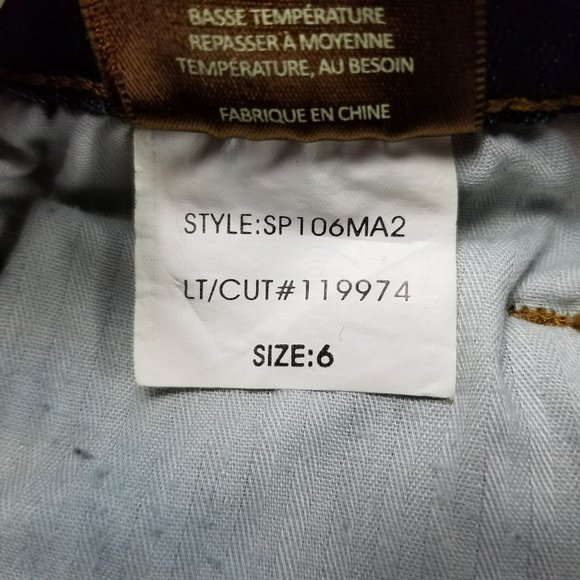 BASSE TEMPÉRATURE
REPASSER À MOYENNE
TEMPÉRATURE, AU BESOIN
FABRIQUE EN CHINE
STYLE:SP106MA2
LT/CUT#119974
SIZE:6